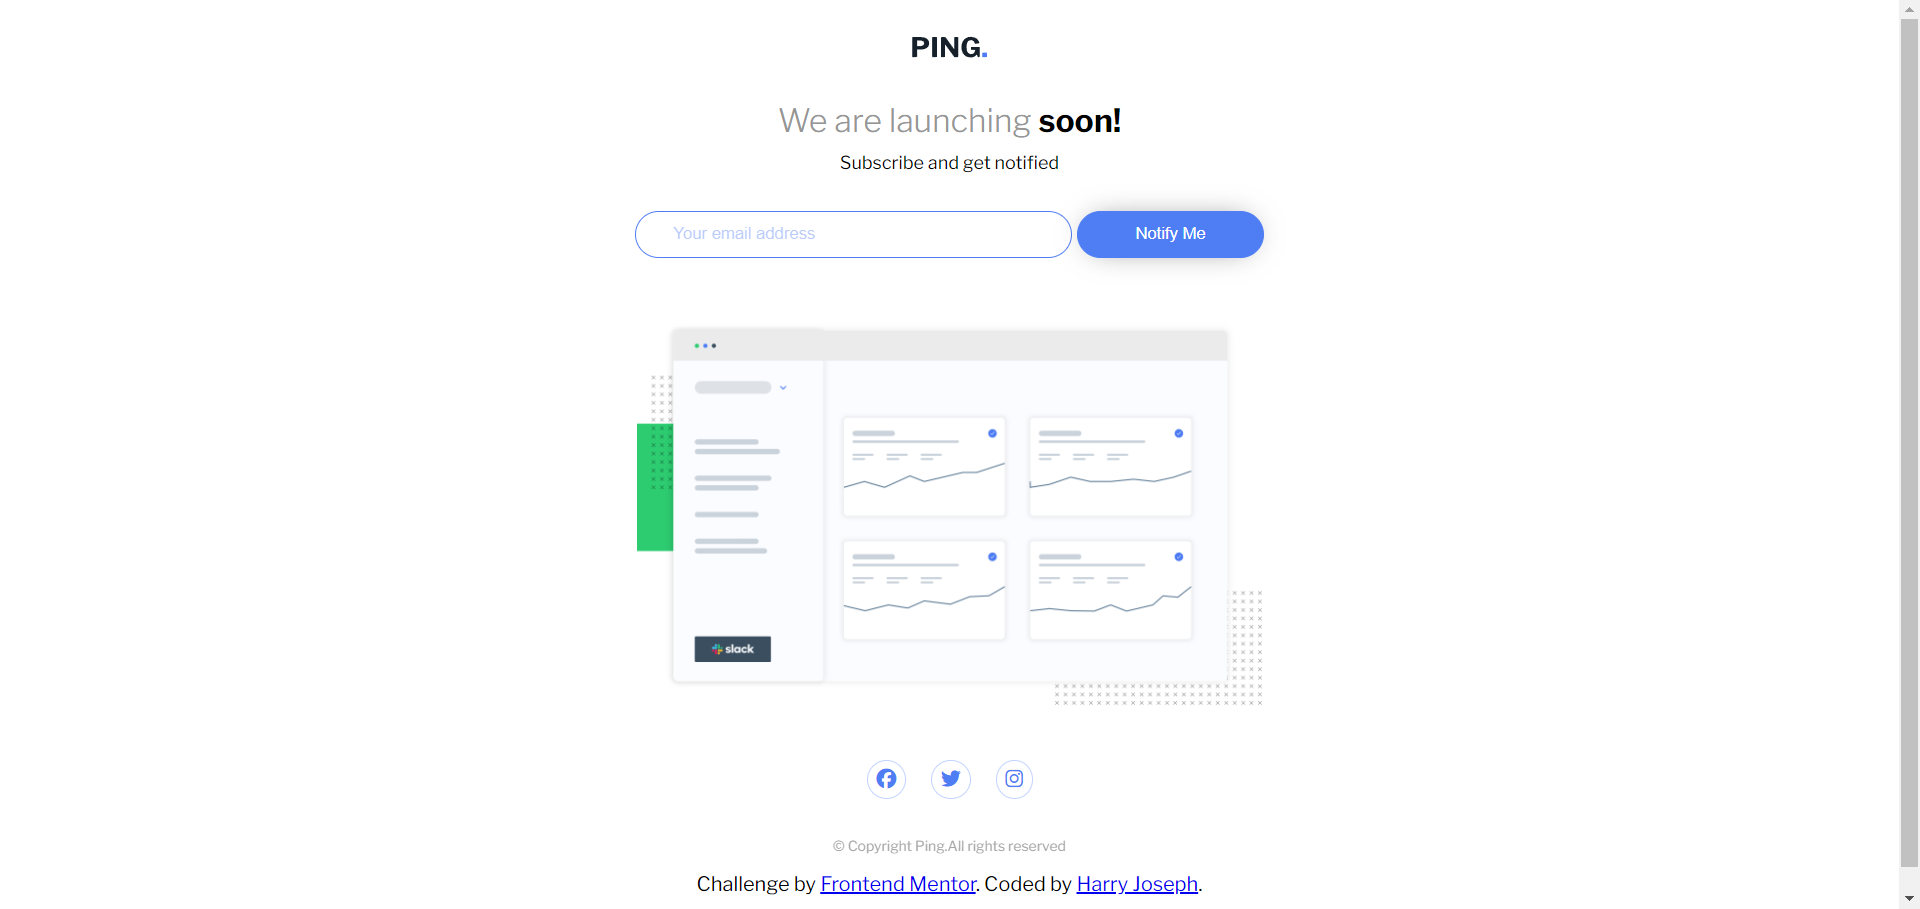 PING.
We are launching soon!
Subscribe and get notified
Your email address
Notify Me
slack
© Copyright Ping.All rights reserved
Challenge by Frontend Mentor. Coded by Harry Joseph.